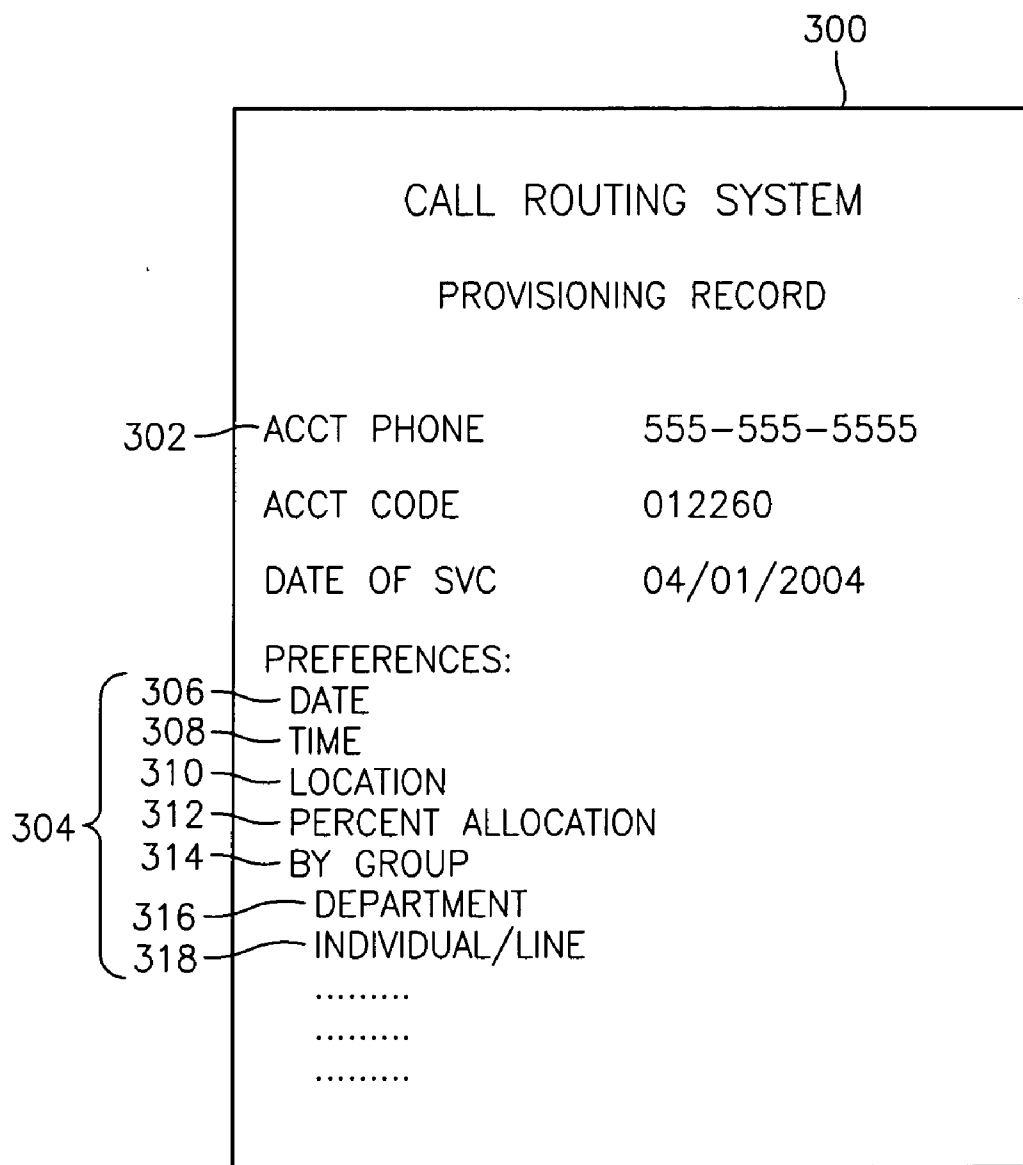 300
CALL ROUTING SYSTEM
PROVISIONING RECORD
302 ACCT PHONE 555-555-5555
ACCT CODE 012260
DATE OF SVC 04/01/2004
PREFERENCES:
306 DATE
308 TIME
310 LOCATION
304 312 PERCENT ALLOCATION
314 BY GROUP
316 DEPARTMENT
318 INDIVIDUAL/LINE
.........
.........
.........